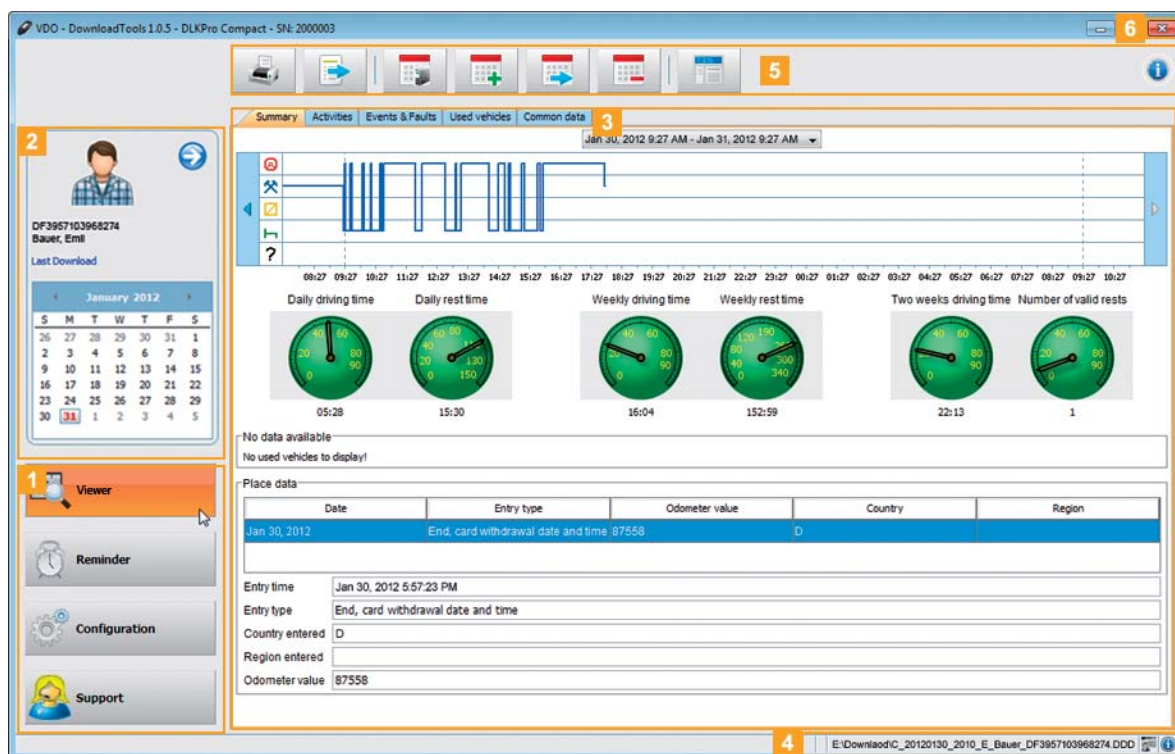 VDO - DownloadTools 1.0.5 - DLKPro Compact - SN: 2000003
6
5
2
DF3957103968274
Bauer, Emil
Last Download
January 2012
S M T W T F S
26 27 28 29 30 31 1
2 3 4 5 6 7 8
9 10 11 12 13 14 15
16 17 18 19 20 21 22
23 24 25 26 27 28 29
30 31 1 2 3 4 5
1
Viewer
Reminder
Configuration
Support
Summary Activities Events & Faults Used vehicles Common data 3
Jan 30, 2012 9:27 AM - Jan 31, 2012 9:27 AM
?
08:27 09:27 10:27 11:27 12:27 13:27 14:27 15:27 16:27 17:27 18:27 19:27 20:27 21:27 22:27 23:27 00:27 01:27 02:27 03:27 04:27 05:27 06:27 07:27 08:27 09:27 10:27
Daily driving time Daily rest time Weekly driving time Weekly rest time Two weeks driving time Number of valid rests
05:28 15:30 16:04 152:59 22:13 1
No data available
No used vehicles to display!
Place data
Date Entry type Odometer value Country Region
Jan 30, 2012 End, card withdrawal date and time 87558 D
Entry time Jan 30, 2012 5:57:23 PM
Entry type End, card withdrawal date and time
Country entered D
Region entered
Odometer value 87558
4 E:\Downlaod\C_20120130_2010_E_Bauer_DF3957103968274.DDD